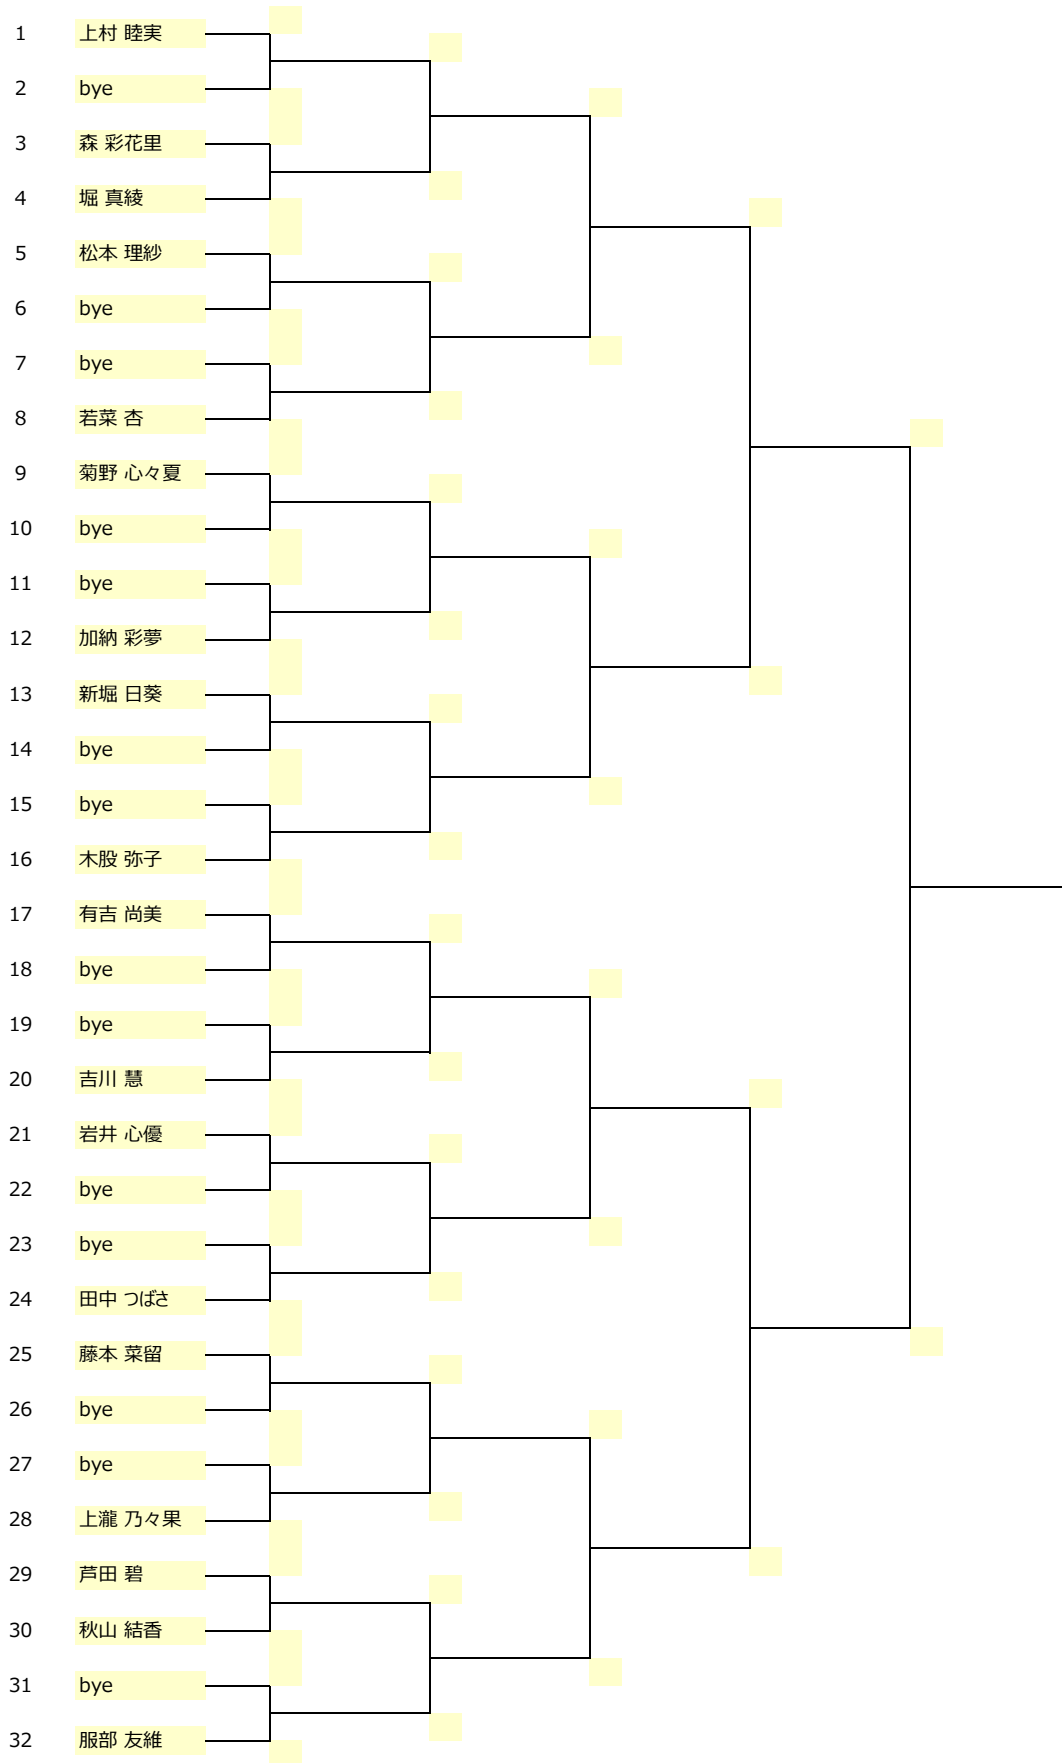 1 上村 睦実
2 bye
3 森 彩花里
4 堀 真綾
5 松本 理紗
6 bye
7 bye
8 若菜 杏
9 菊野 心々夏
10 bye
11 bye
12 加納 彩夢
13 新堀 日葵
14 bye
15 bye
16 木股 弥子
17 有吉 尚美
18 bye
19 bye
20 吉川 慧
21 岩井 心優
22 bye
23 bye
24 田中 つばさ
25 藤本 菜留
26 bye
27 bye
28 上瀧 乃々果
29 芦田 碧
30 秋山 結香
31 bye
32 服部 友維